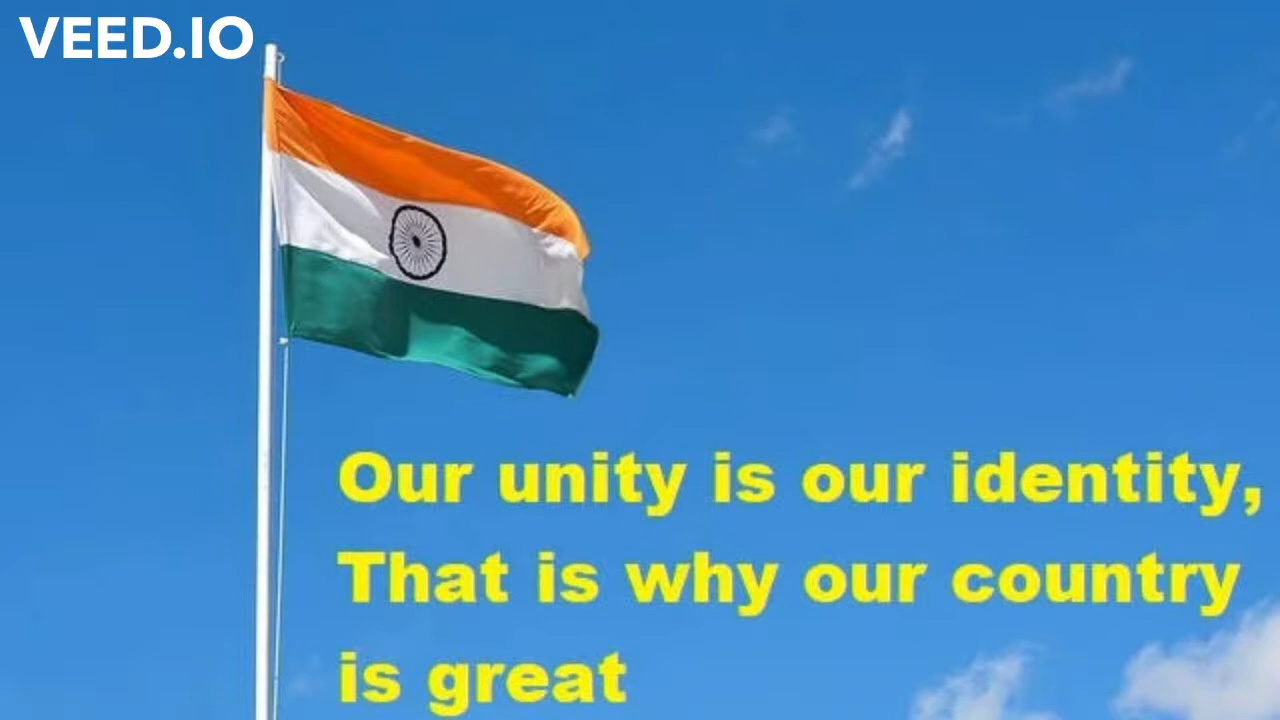 VEED.IO
Our unity is our identity,
That is why our country
is great